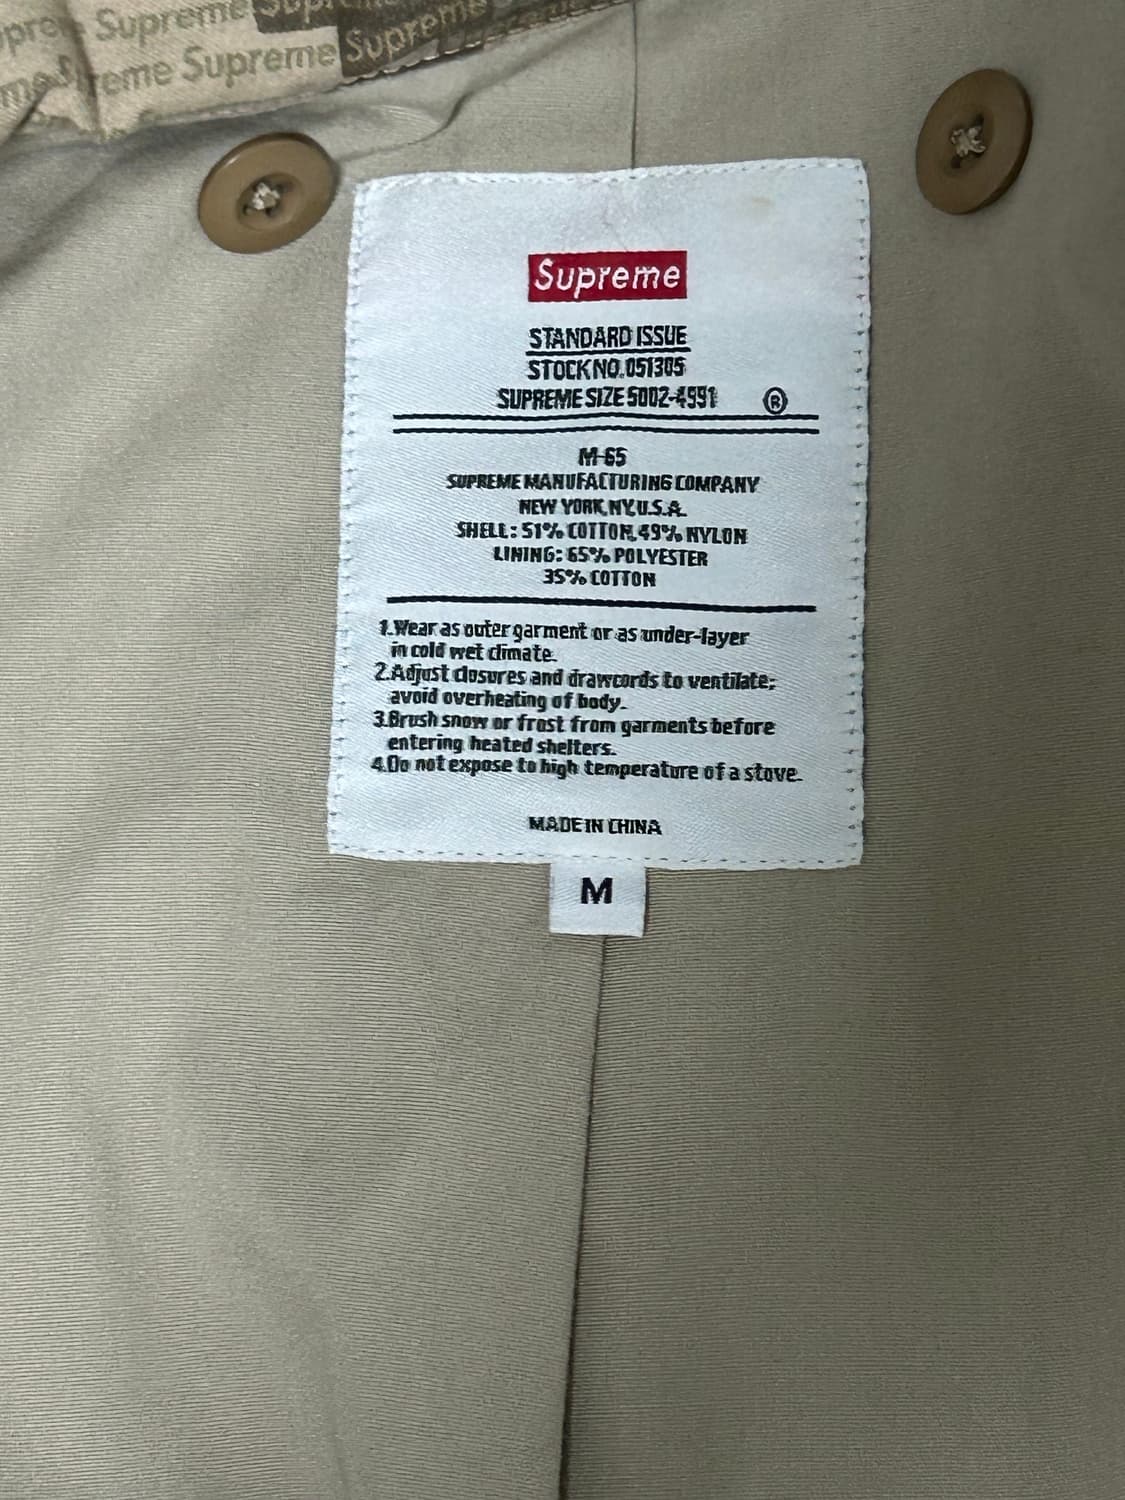 Supreme Supreme
Supreme Supreme
Supreme
STANDARD ISSUE
STOCK NO. 051305
SUPREME SIZE 5002-4991 ®
M-65
SUPREME MANUFACTURING COMPANY
NEW YORK, NY, U.S.A.
SHELL: 51% COTTON, 49% NYLON
LINING: 65% POLYESTER
35% COTTON
1.Wear as outer garment or as under-layer
in cold wet climate.
2.Adjust closures and drawcords to ventilate;
avoid overheating of body.
3.Brush snow or frost from garments before
entering heated shelters.
4.Do not expose to high temperature of a stove.
MADE IN CHINA
M